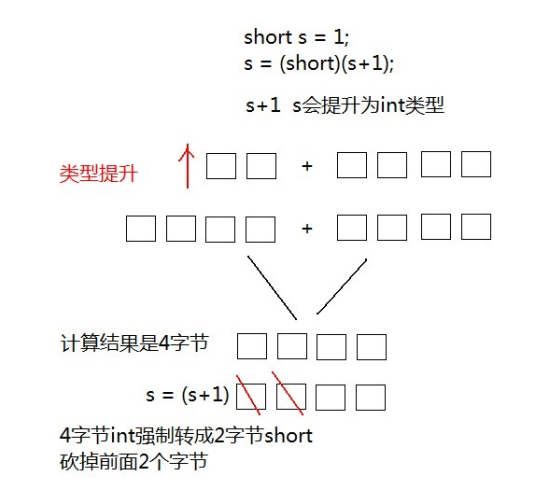 short s = 1;
s = (short)(s+1);
s+1 s会提升为int类型
类型提升
+
+
计算结果是4字节
s = (s+1)
4字节int强制转成2字节short
砍掉前面2个字节